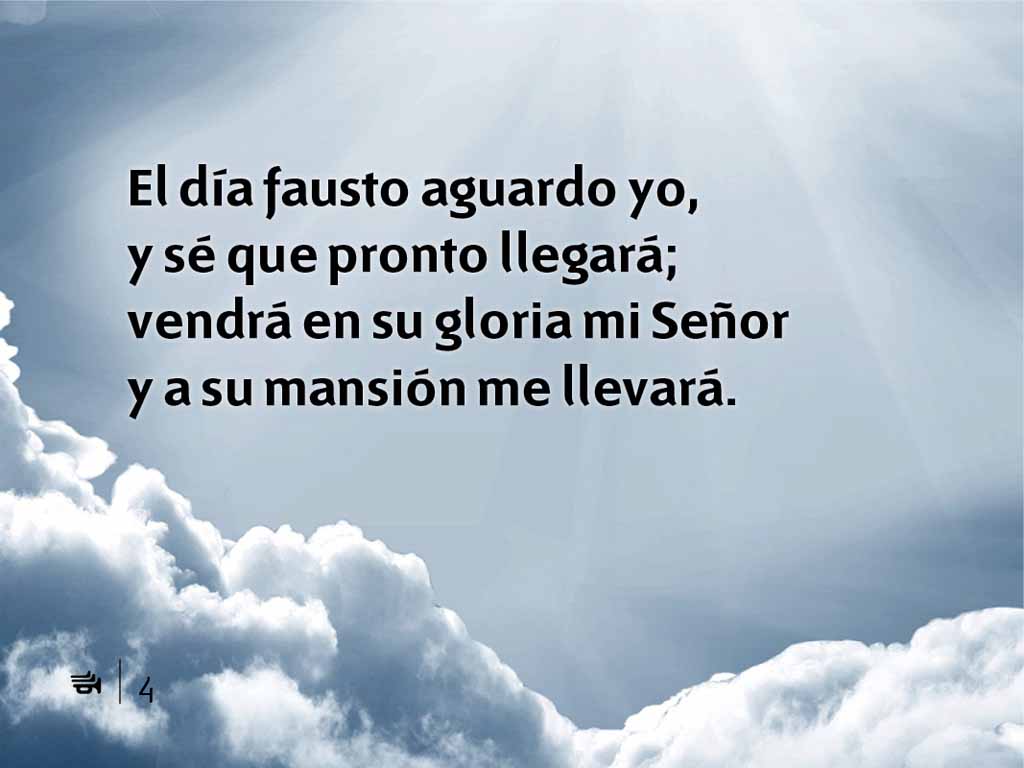 El día fausto aguardo yo,
y sé que pronto llegará;
vendrá en su gloria mi Señor
y a su mansión me llevará.
4